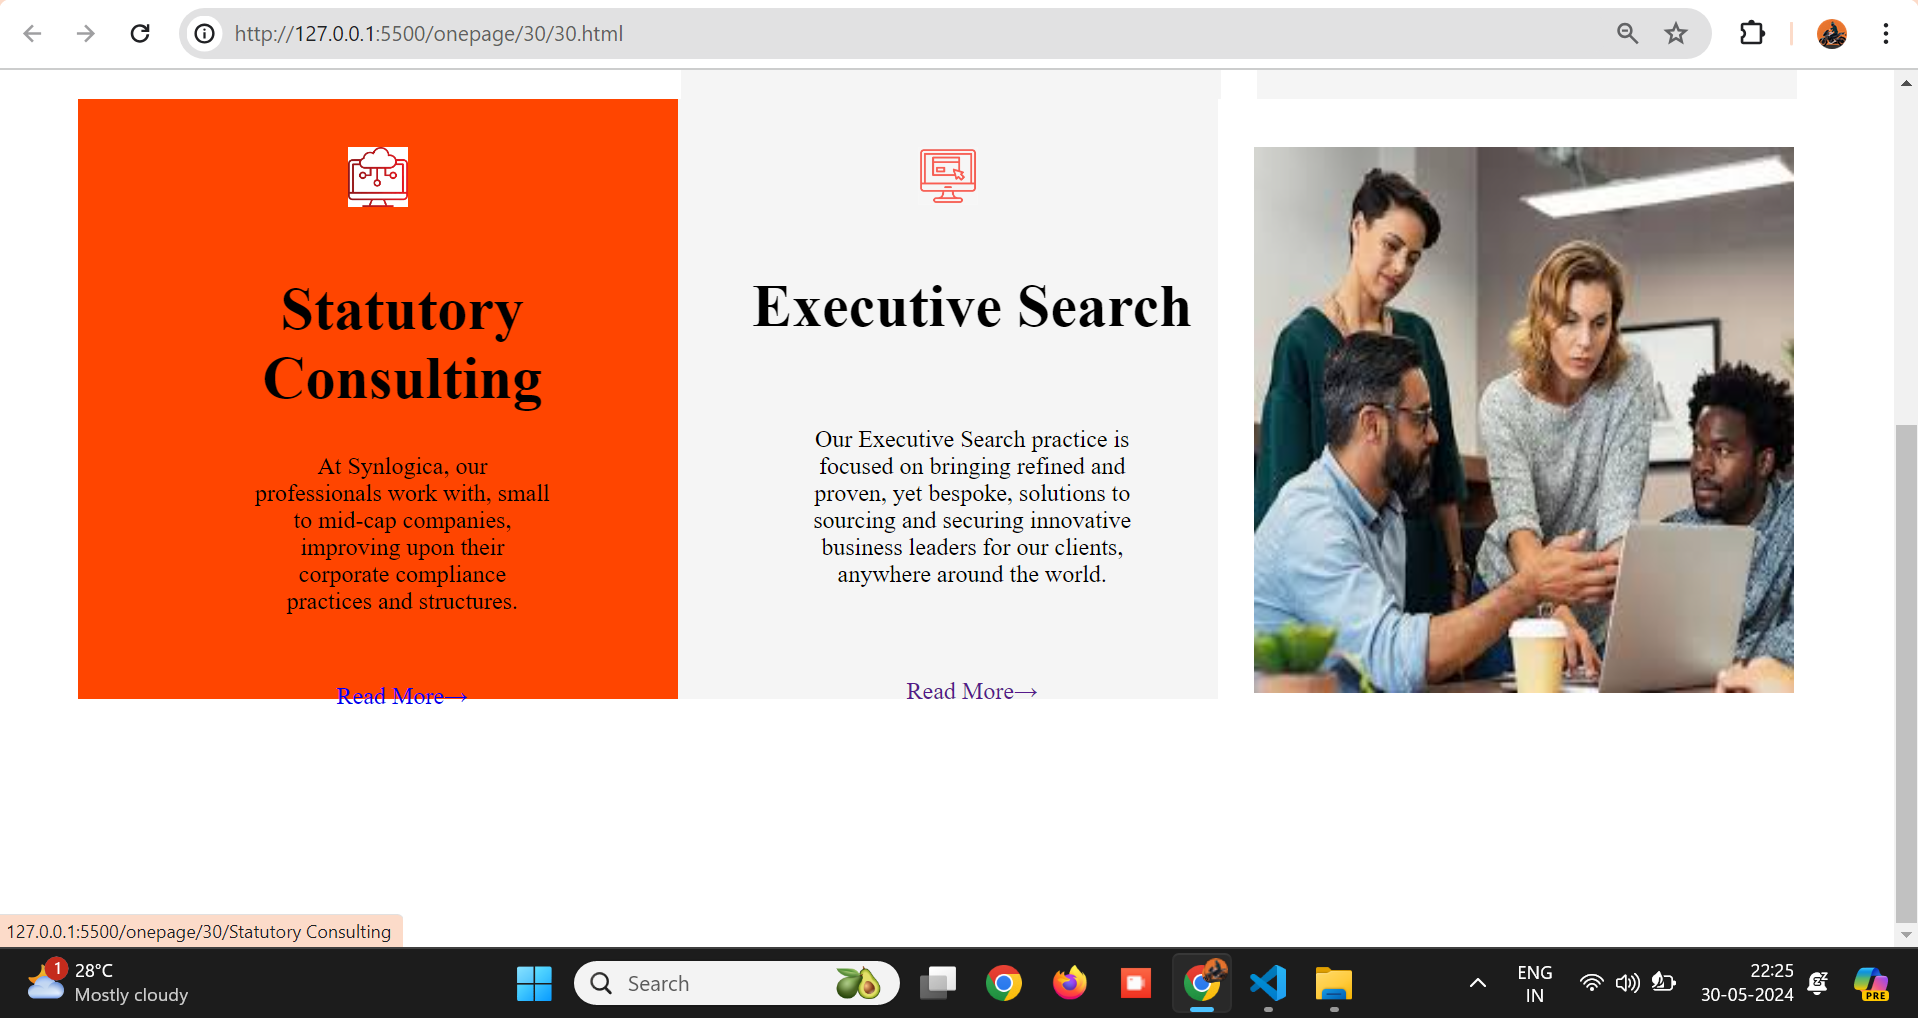 http://127.0.0.1:5500/onepage/30/30.html
Statutory
Consulting
At Synlogica, our
professionals work with, small
to mid-cap companies,
improving upon their
corporate compliance
practices and structures.
Read More→
Executive Search
Our Executive Search practice is
focused on bringing refined and
proven, yet bespoke, solutions to
sourcing and securing innovative
business leaders for our clients,
anywhere around the world.
Read More→
127.0.0.1:5500/onepage/30/Statutory Consulting
1
28°C
Mostly cloudy
Search
ENG
IN
22:25
30-05-2024
PRE